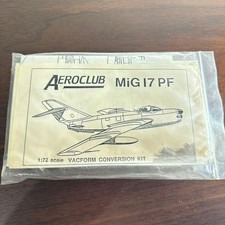 AEROCLUB MiG 17 PF
1:72 scale VACFORM CONVERSION KIT